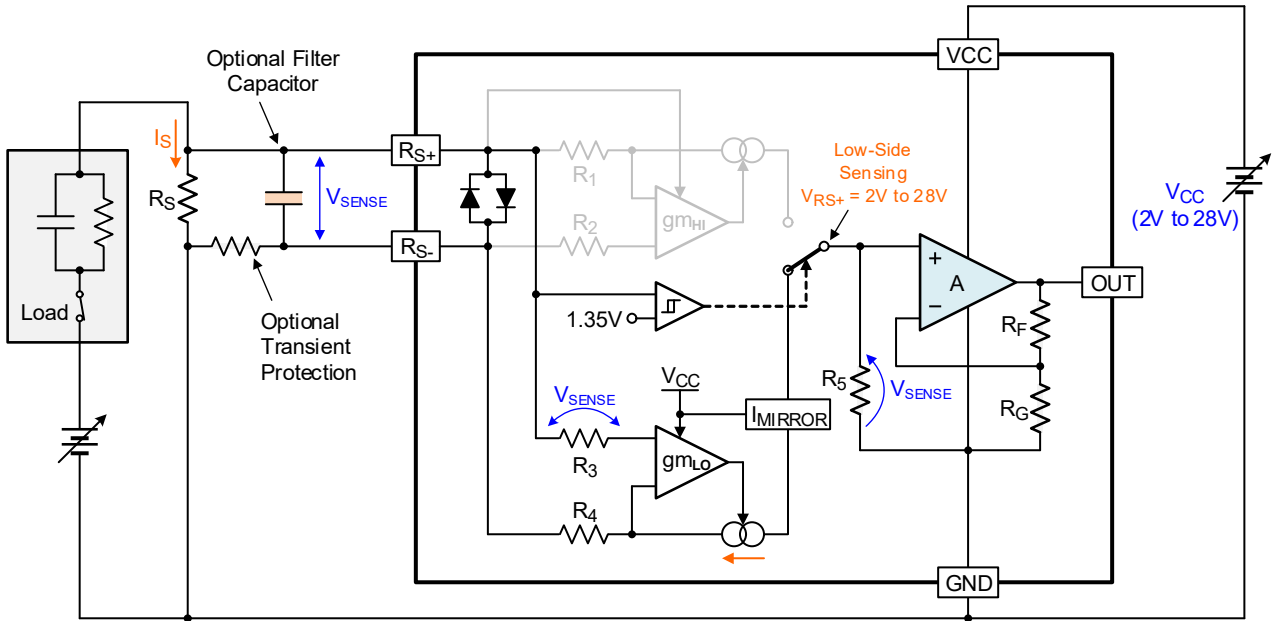 Optional Filter
Capacitor
IS
RS
VSENSE
Load
Optional
Transient
Protection
RS+
RS-
R1
R2
gmHI
1.35V
VSENSE
R3
R4
VCC
gmLO
IMIRROR
Low-Side
Sensing
VRS+ = 2V to 28V
R5
VSENSE
+
A
−
RF
RG
VCC
OUT
GND
VCC
(2V to 28V)